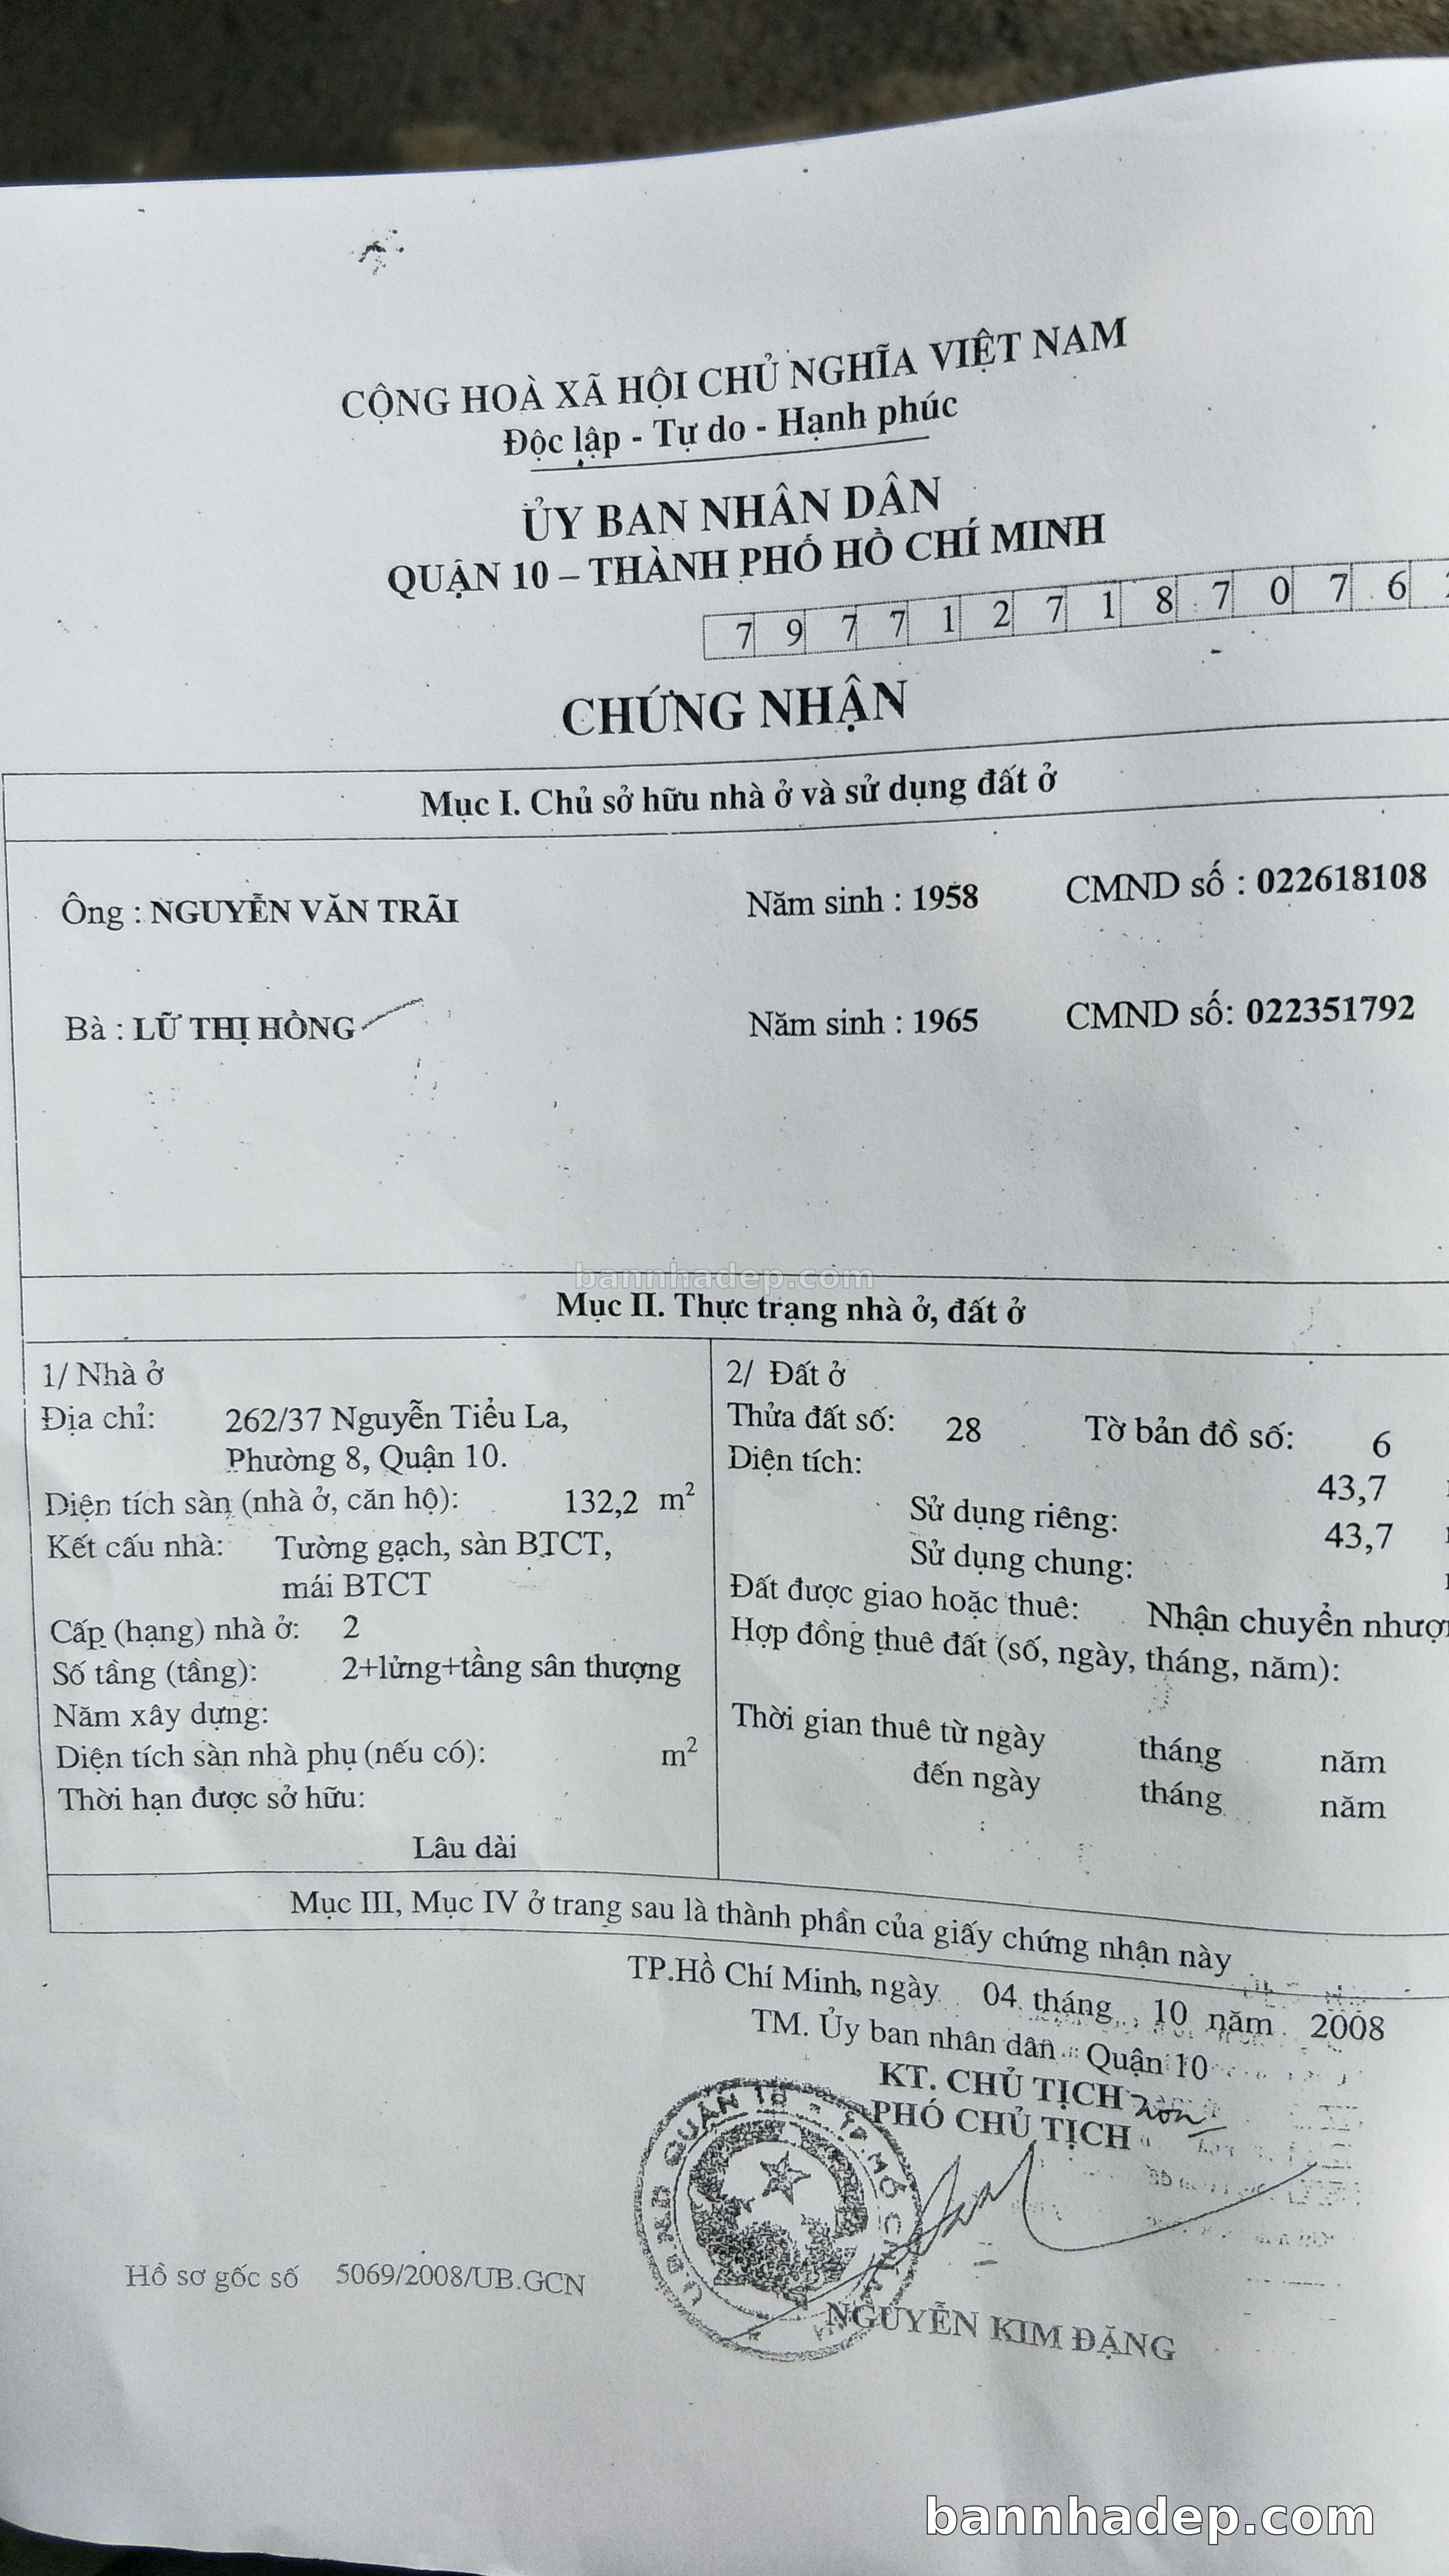 CỘNG HOÀ XÃ HỘI CHỦ NGHĨA VIỆT NAM
Độc lập - Tự do - Hạnh phúc
ỦY BAN NHÂN DÂN
QUẬN 10 – THÀNH PHỐ HỒ CHÍ MINH
7 9 7 7 1 2 7 1 8 7 0 7 6
CHỨNG NHẬN
Mục I. Chủ sở hữu nhà ở và sử dụng đất ở
Ông : NGUYỄN VĂN TRÃI Năm sinh : 1958 CMND số : 022618108
Bà : LỮ THỊ HỒNG Năm sinh : 1965 CMND số: 022351792
bannhadep.com
Mục II. Thực trạng nhà ở, đất ở
1/ Nhà ở
Địa chỉ: 262/37 Nguyễn Tiểu La,
Phường 8, Quận 10.
Diện tích sàn (nhà ở, căn hộ): 132,2 m²
Kết cấu nhà: Tường gạch, sàn BTCT,
mái BTCT
Cấp (hạng) nhà ở: 2
Số tầng (tầng): 2+lửng+tầng sân thượng
Năm xây dựng:
Diện tích sàn nhà phụ (nếu có): m²
Thời hạn được sở hữu:
Lâu dài
2/ Đất ở
Thửa đất số: 28 Tờ bản đồ số: 6
Diện tích: 43,7
Sử dụng riêng: 43,7
Sử dụng chung:
Đất được giao hoặc thuê: Nhận chuyển nhượ
Hợp đồng thuê đất (số, ngày, tháng, năm):
Thời gian thuê từ ngày tháng năm
đến ngày tháng năm
Mục III, Mục IV ở trang sau là thành phần của giấy chứng nhận này
TP.Hồ Chí Minh, ngày 04 tháng 10 năm 2008
TM. Ủy ban nhân dân Quận 10
KT. CHỦ TỊCH
PHÓ CHỦ TỊCH
U.B.N.D QUẬN 10 - TP.HỒ CHÍ MINH
Hồ sơ gốc số 5069/2008/UB.GCN
NGUYỄN KIM ĐẶNG
bannhadep.com